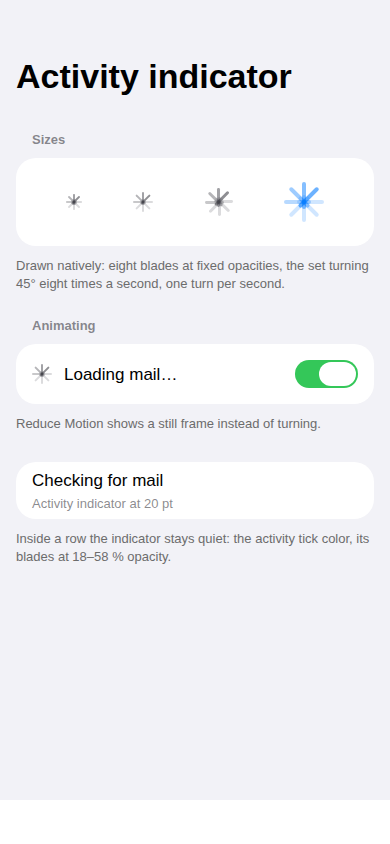 Activity indicator
Sizes
Drawn natively: eight blades at fixed opacities, the set turning
45° eight times a second, one turn per second.
Animating
Loading mail…
Reduce Motion shows a still frame instead of turning.
Checking for mail
Activity indicator at 20 pt
Inside a row the indicator stays quiet: the activity tick color, its
blades at 18–58 % opacity.